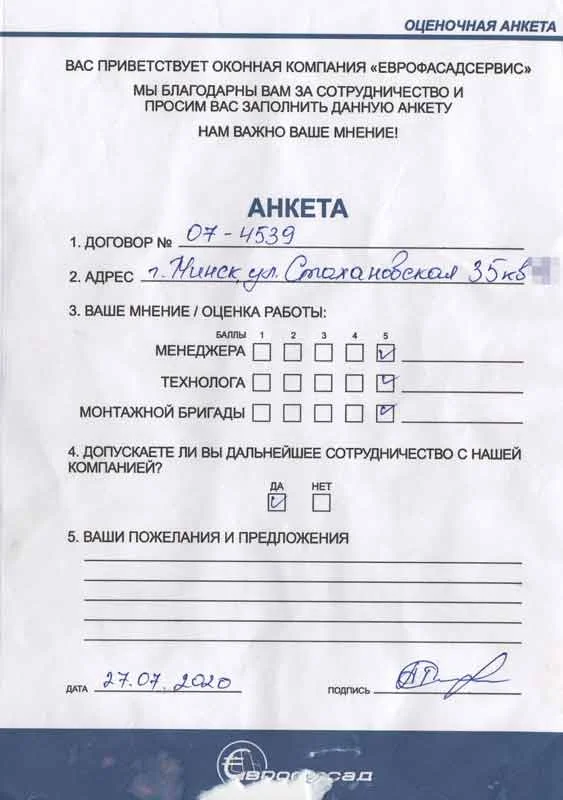 ОЦЕНОЧНАЯ АНКЕТА
ВАС ПРИВЕТСТВУЕТ ОКОННАЯ КОМПАНИЯ «ЕВРОФАСАДСЕРВИС»
МЫ БЛАГОДАРНЫ ВАМ ЗА СОТРУДНИЧЕСТВО И
ПРОСИМ ВАС ЗАПОЛНИТЬ ДАННУЮ АНКЕТУ
НАМ ВАЖНО ВАШЕ МНЕНИЕ!
АНКЕТА
1. ДОГОВОР № 07-4539
2. АДРЕС г. Минск, ул. Стахановская 35 кв
3. ВАШЕ МНЕНИЕ / ОЦЕНКА РАБОТЫ:
БАЛЛЫ 1 2 3 4 5
МЕНЕДЖЕРА
ТЕХНОЛОГА
МОНТАЖНОЙ БРИГАДЫ
4. ДОПУСКАЕТЕ ЛИ ВЫ ДАЛЬНЕЙШЕЕ СОТРУДНИЧЕСТВО С НАШЕЙ
КОМПАНИЕЙ?
ДА НЕТ
5. ВАШИ ПОЖЕЛАНИЯ И ПРЕДЛОЖЕНИЯ
ДАТА 27.07.2020 ПОДПИСЬ